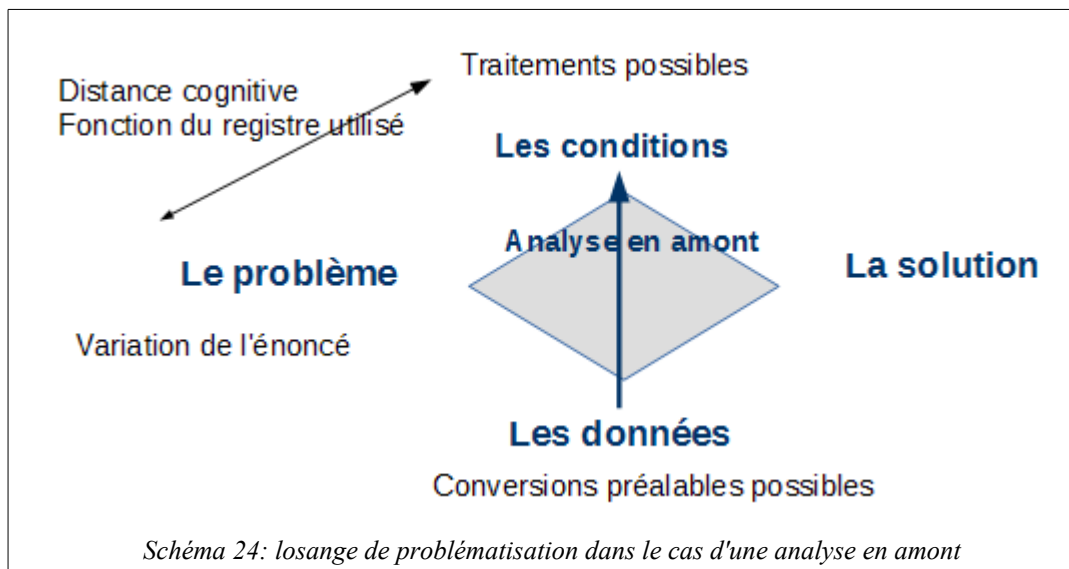 Traitements possibles
Distance cognitive
Fonction du registre utilisé
Les conditions
Analyse en amont
Le problème
La solution
Variation de l'énoncé
Les données
Conversions préalables possibles
Schéma 24: losange de problématisation dans le cas d'une analyse en amont